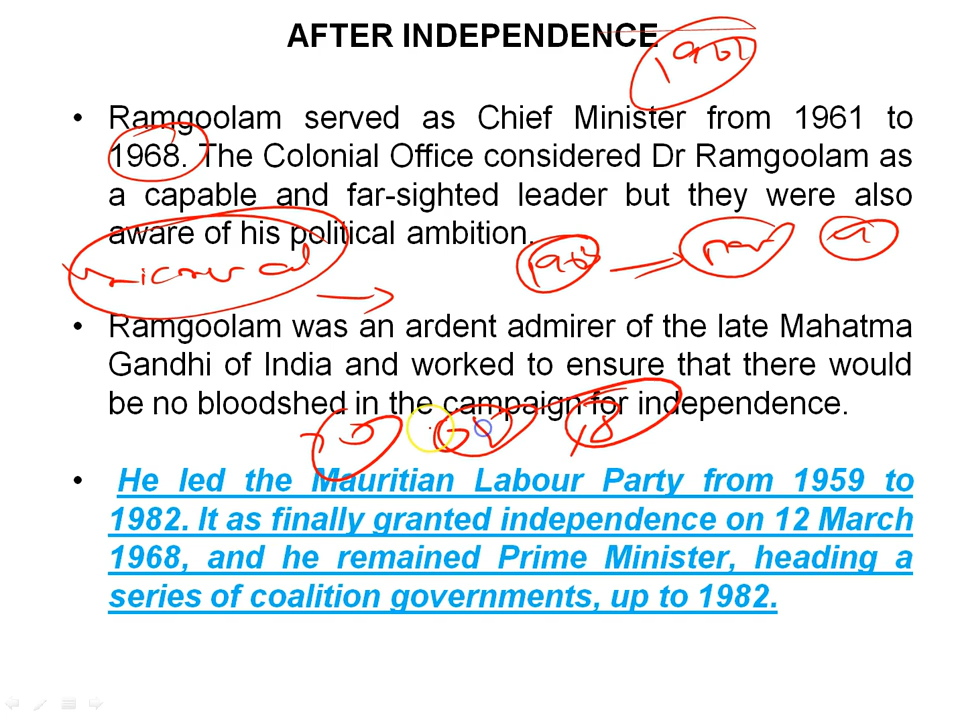 AFTER INDEPENDENCE
• Ramgoolam served as Chief Minister from 1961 to
1968. The Colonial Office considered Dr Ramgoolam as
a capable and far-sighted leader but they were also
aware of his political ambition.
• Ramgoolam was an ardent admirer of the late Mahatma
Gandhi of India and worked to ensure that there would
be no bloodshed in the campaign for independence.
• He led the Mauritian Labour Party from 1959 to
1982. It as finally granted independence on 12 March
1968, and he remained Prime Minister, heading a
series of coalition governments, up to 1982.